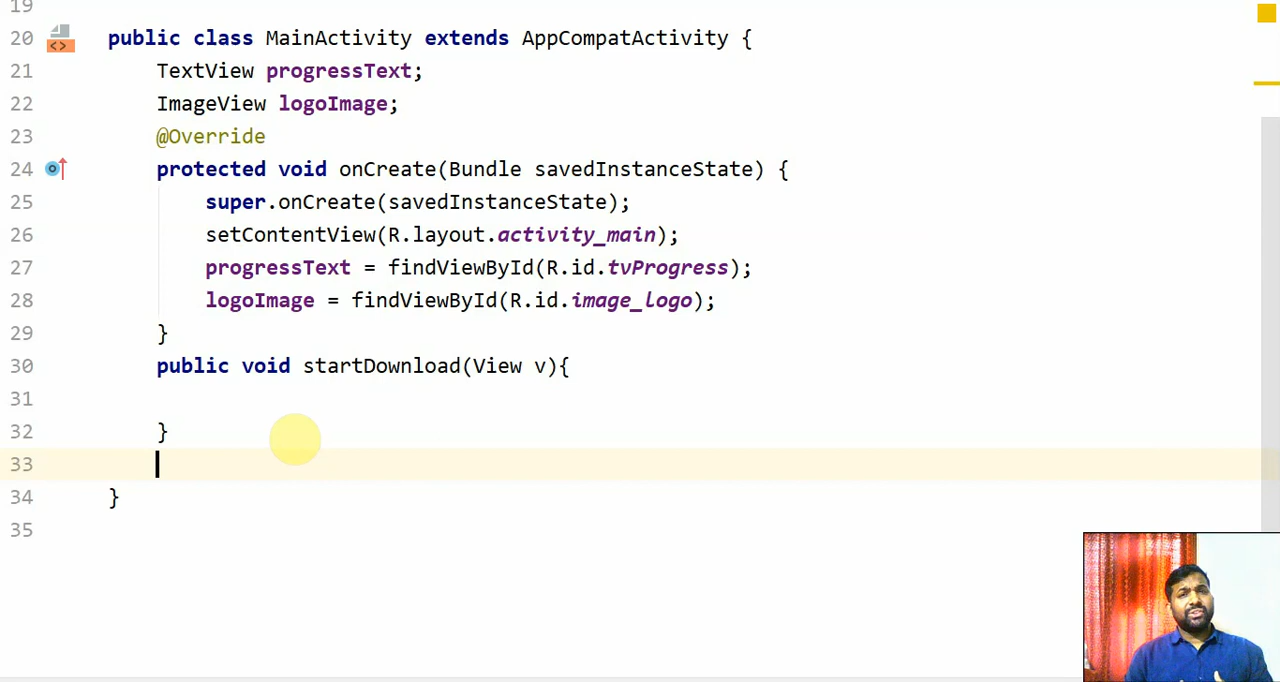 19
20 public class MainActivity extends AppCompatActivity {
21 TextView progressText;
22 ImageView logoImage;
23 @Override
24 protected void onCreate(Bundle savedInstanceState) {
25 super.onCreate(savedInstanceState);
26 setContentView(R.layout.activity_main);
27 progressText = findViewById(R.id.tvProgress);
28 logoImage = findViewById(R.id.image_logo);
29 }
30 public void startDownload(View v){
31
32 }
33
34 }
35